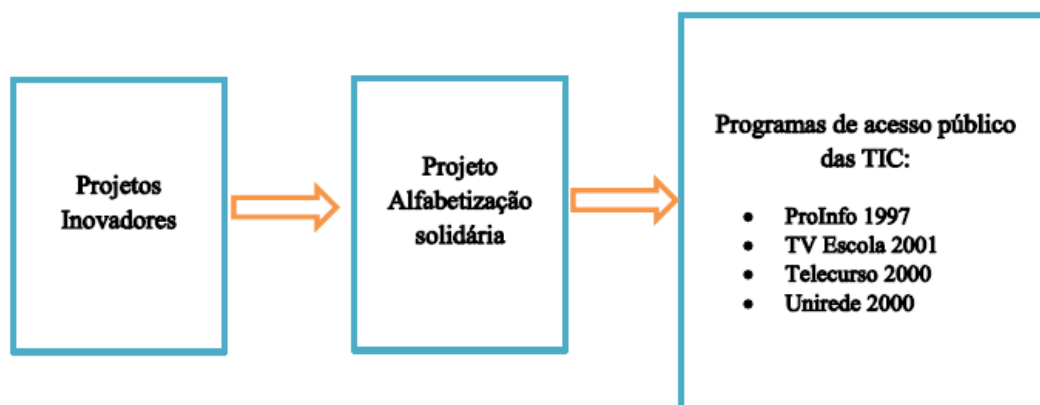 Projetos
Inovadores
Projeto
Alfabetização
solidária
Programas de acesso público
das TIC:
• ProInfo 1997
• TV Escola 2001
• Telecurso 2000
• Unirede 2000